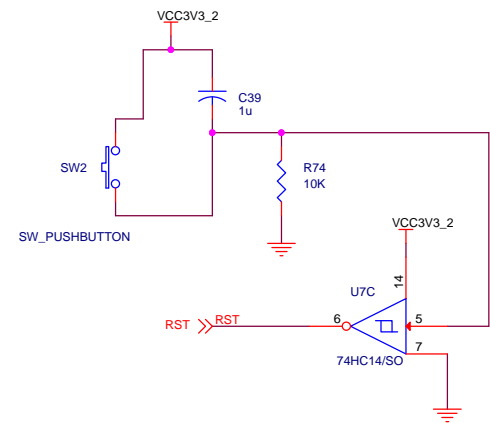 VCC3V3_2
C39
1u
SW2
R74
10K
SW_PUSHBUTTON
VCC3V3_2
14
U7C
RST
RST
6
5
7
74HC14/SO